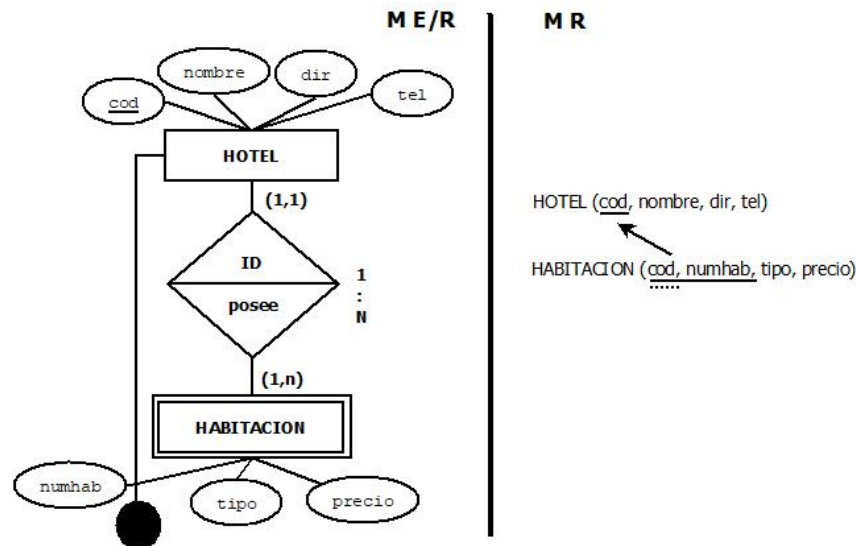 M E/R
M R
nombre
dir
cod
tel
HOTEL
(1,1)
HOTEL (cod, nombre, dir, tel)
ID
posee
1
:
N
HABITACION (cod, numhab, tipo, precio)
(1,n)
HABITACION
numhab
tipo
precio